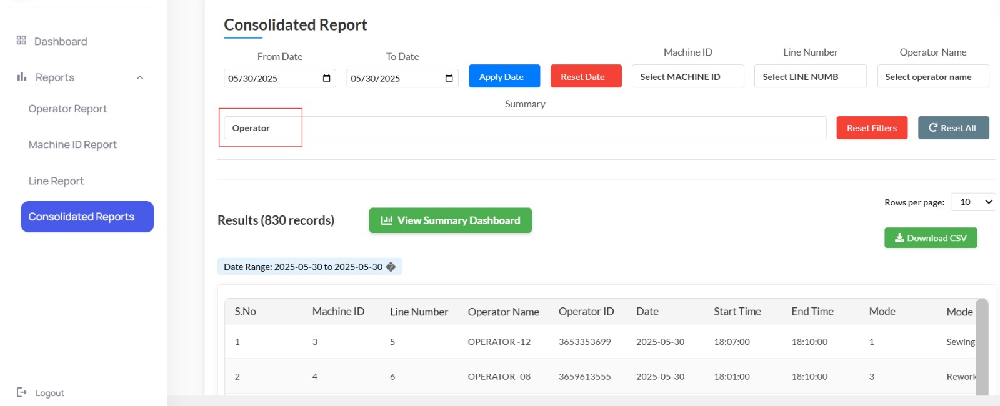 Dashboard
Reports
Operator Report
Machine ID Report
Line Report
Consolidated Reports
Logout
Consolidated Report
From Date
To Date
Machine ID
Line Number
Operator Name
05/30/2025
05/30/2025
Apply Date
Reset Date
Select MACHINE ID
Select LINE NUMB
Select operator name
Summary
Operator
Reset Filters
Reset All
Results (830 records)
View Summary Dashboard
Rows per page: 10
Download CSV
Date Range: 2025-05-30 to 2025-05-30 �
S.No Machine ID Line Number Operator Name Operator ID Date Start Time End Time Mode Mode
1 3 5 OPERATOR -12 3653353699 2025-05-30 18:07:00 18:10:00 1 Sewing
2 4 6 OPERATOR -08 3659613555 2025-05-30 18:01:00 18:10:00 3 Rework